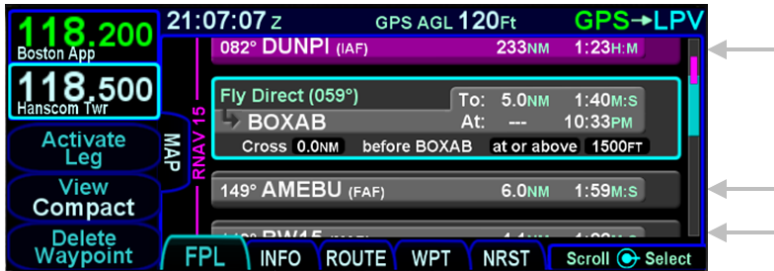 118.200
Boston App
21:07:07 Z GPS AGL 120FT GPS→LPV
082° DUNPI (IAF) 233NM 1:23H:M
118.500
Hanscom Twr
Fly Direct (059°) To: 5.0NM 1:40M:S
BOXAB At: --- 10:33PM
Cross 0.0NM before BOXAB at or above 1500FT
RNAV 15
MAP
Activate
Leg
149° AMEBU (FAF) 6.0NM 1:59M:S
View
Compact
Delete
Waypoint
FPL INFO ROUTE WPT NRST Scroll Select